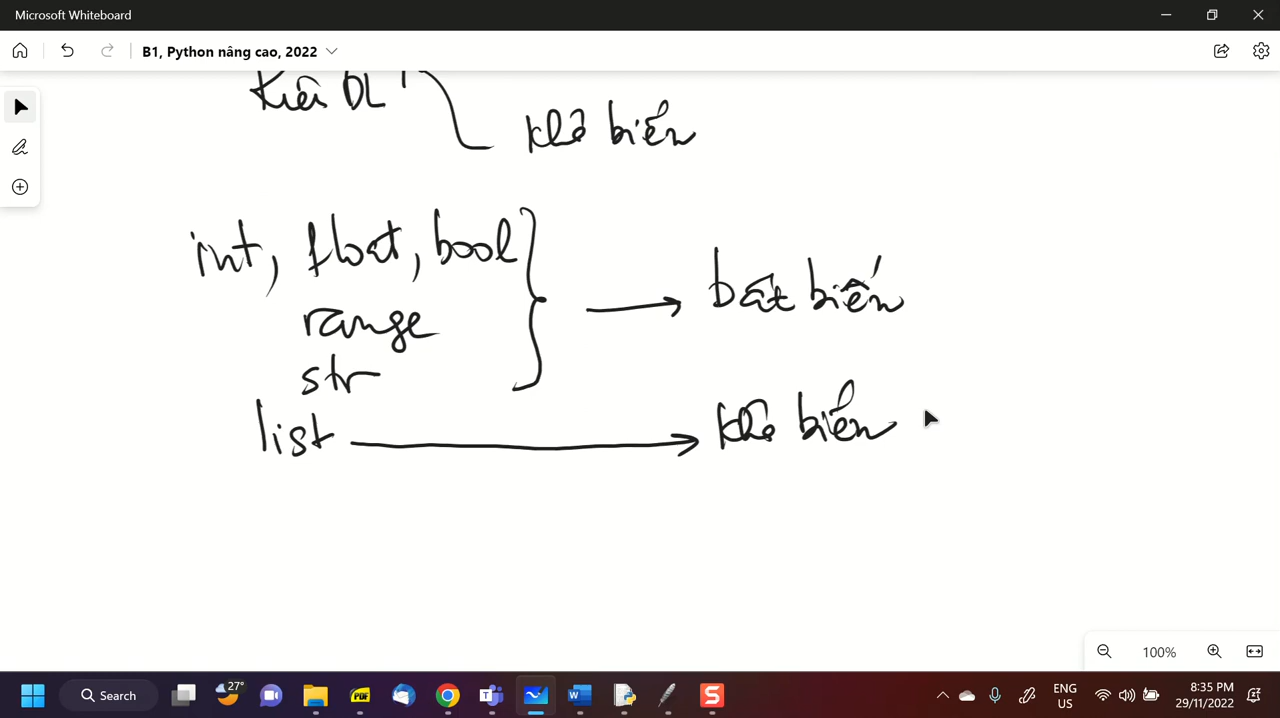 Microsoft Whiteboard
B1, Python nâng cao, 2022
Kiểu DL
khả biến
int, float, bool
range
str
bất biến
list
khả biến
100%
27°
Search
PDF
ENG
US
8:35 PM
29/11/2022